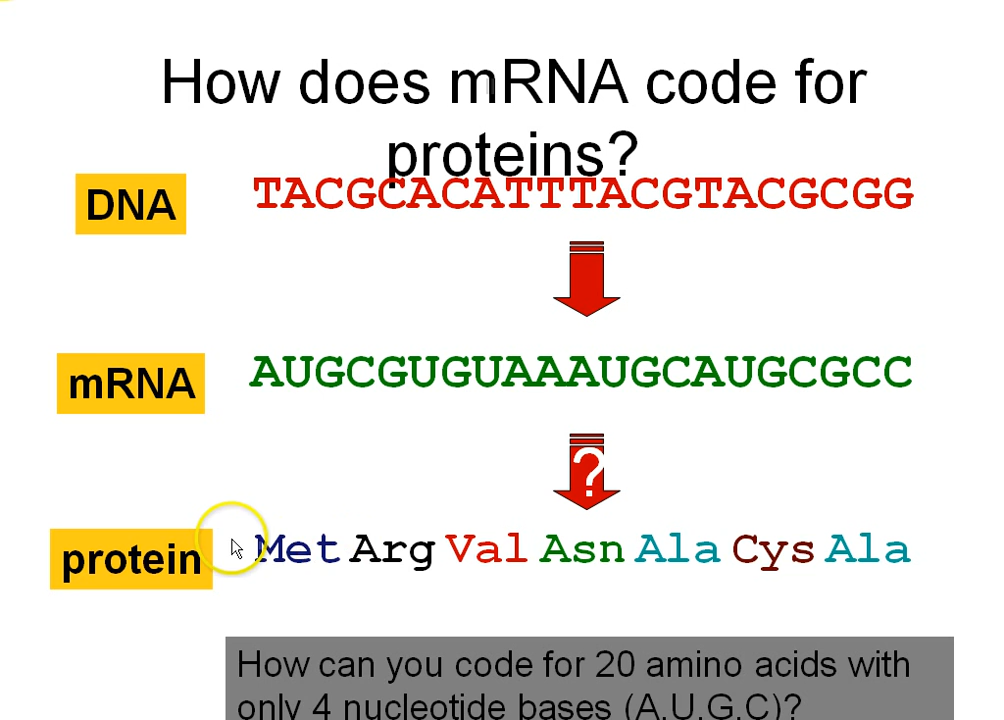 How does mRNA code for
proteins?
DNA
TACGCACATTTACGTACGCGG
mRNA
AUGCGUGUAAAUGCAUGCGCC
?
protein
Met Arg Val Asn Ala Cys Ala
How can you code for 20 amino acids with
only 4 nucleotide bases (A,U,G,C)?